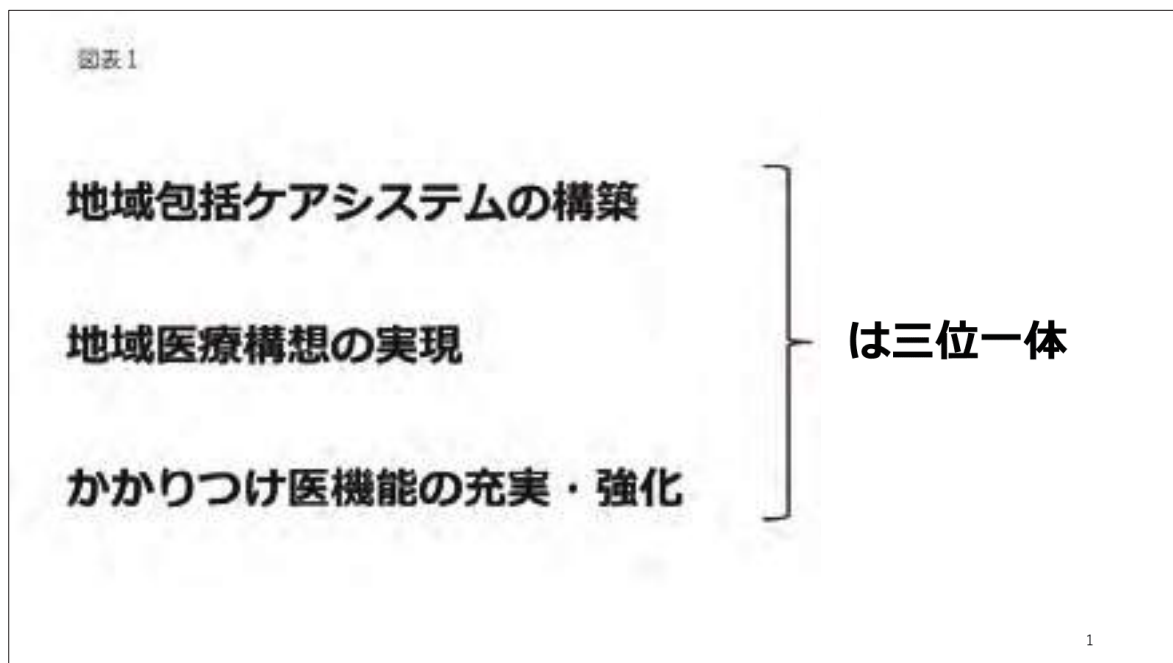 図表1
地域包括ケアシステムの構築
地域医療構想の実現
は三位一体
かかりつけ医機能の充実・強化
1